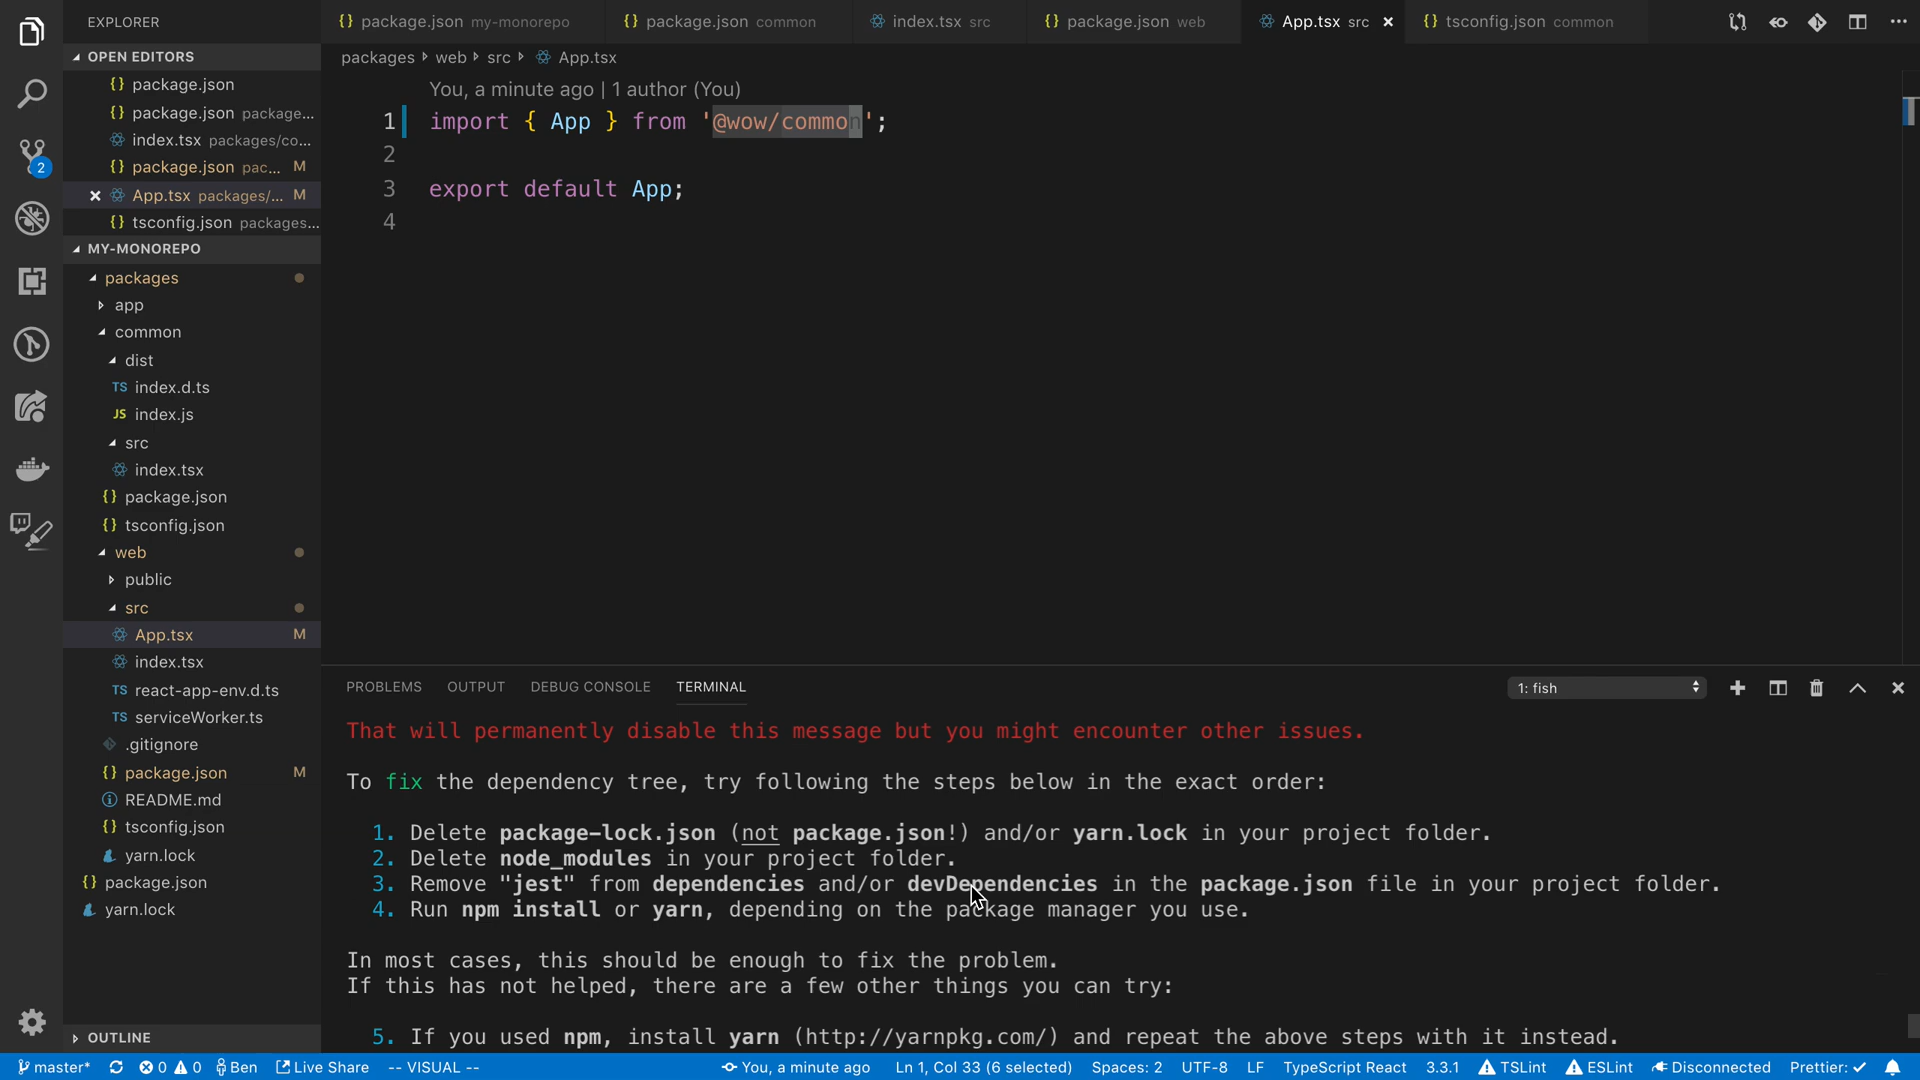 EXPLORER
OPEN EDITORS
{} package.json
{} package.json package...
index.tsx packages/co...
{} package.json pac... M
App.tsx packages/... M
{} tsconfig.json packages...
MY-MONOREPO
packages
app
common
dist
TS index.d.ts
JS index.js
src
index.tsx
{} package.json
{} tsconfig.json
web
public
src
App.tsx M
index.tsx
TS react-app-env.d.ts
TS serviceWorker.ts
.gitignore
{} package.json M
README.md
{} tsconfig.json
yarn.lock
{} package.json
yarn.lock
OUTLINE
2
{} package.json my-monorepo
{} package.json common
index.tsx src
{} package.json web
App.tsx src
{} tsconfig.json common
packages web src App.tsx
You, a minute ago | 1 author (You)
1 import { App } from '@wow/common';
2
3 export default App;
4
PROBLEMS OUTPUT DEBUG CONSOLE TERMINAL 1: fish
That will permanently disable this message but you might encounter other issues.
To fix the dependency tree, try following the steps below in the exact order:
1. Delete package-lock.json (not package.json!) and/or yarn.lock in your project folder.
2. Delete node_modules in your project folder.
3. Remove "jest" from dependencies and/or devDependencies in the package.json file in your project folder.
4. Run npm install or yarn, depending on the package manager you use.
In most cases, this should be enough to fix the problem.
If this has not helped, there are a few other things you can try:
5. If you used npm, install yarn (http://yarnpkg.com/) and repeat the above steps with it instead.
master* 0 0 Ben Live Share -- VISUAL -- You, a minute ago Ln 1, Col 33 (6 selected) Spaces: 2 UTF-8 LF TypeScript React 3.3.1 TSLint ESLint Disconnected Prettier: